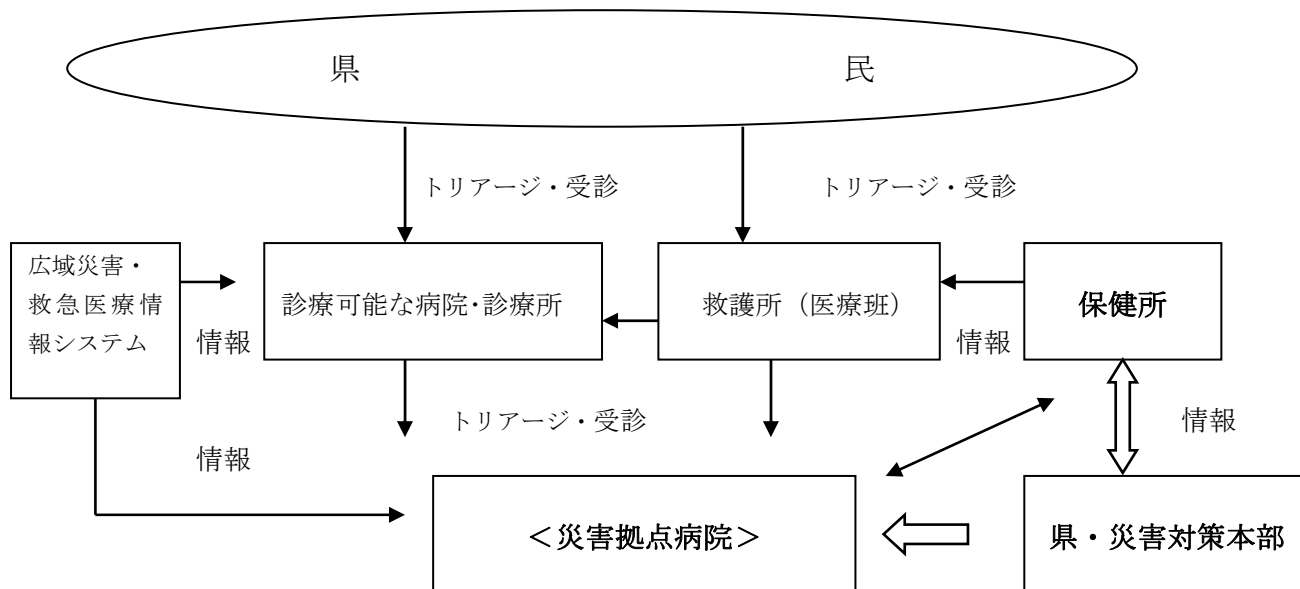 県 民
トリアージ・受診
トリアージ・受診
広域災害・
救急医療情
報システム
情報
診療可能な病院・診療所
救護所（医療班）
情報
保健所
トリアージ・受診
情報
情報
＜災害拠点病院＞
県・災害対策本部